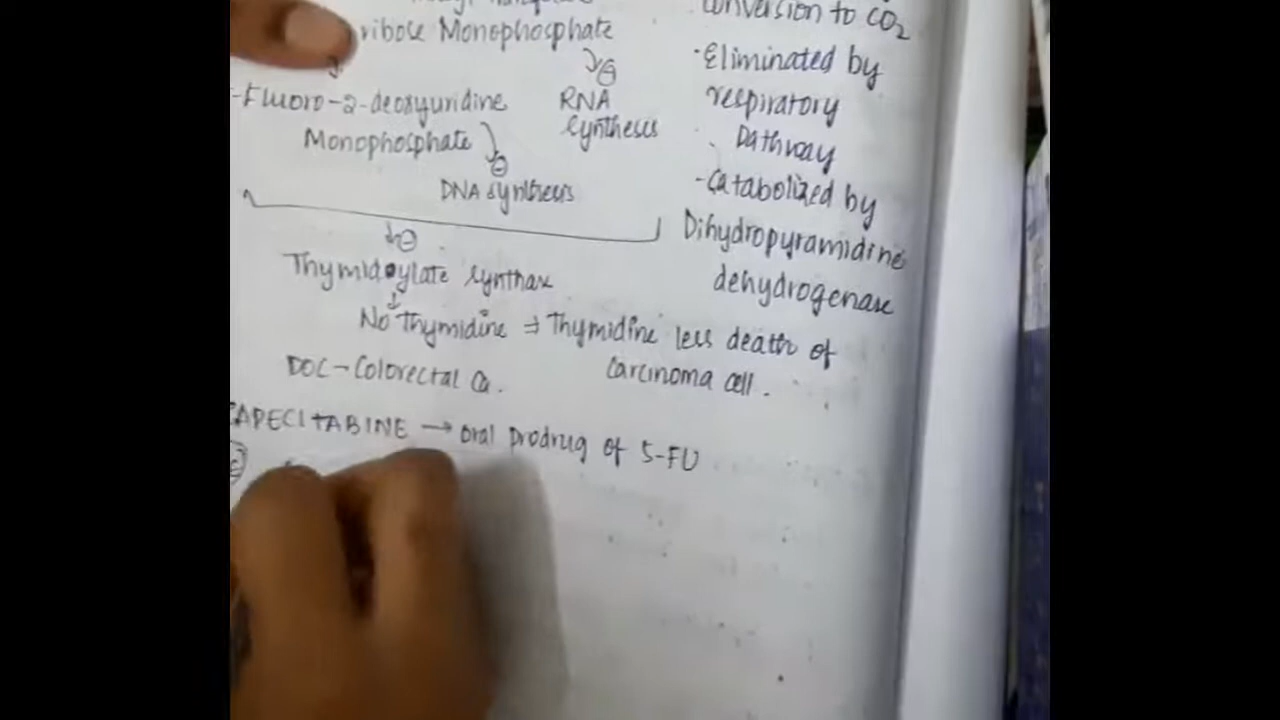 ribose Monophosphate
⊖
RNA
synthesis
-Fluoro-2-deoxyuridine
Monophosphate
⊖
DNA synthesis
⊖
Thymidoylate synthase
↓
No Thymidine ⇒ Thymidine less death of
carcinoma cell.
DOC - Colorectal Ca.
CAPECITABINE → oral prodrug of 5-FU
conversion to CO2
· Eliminated by
respiratory
Pathway
- Catabolized by
Dihydropyramidine
dehydrogenase